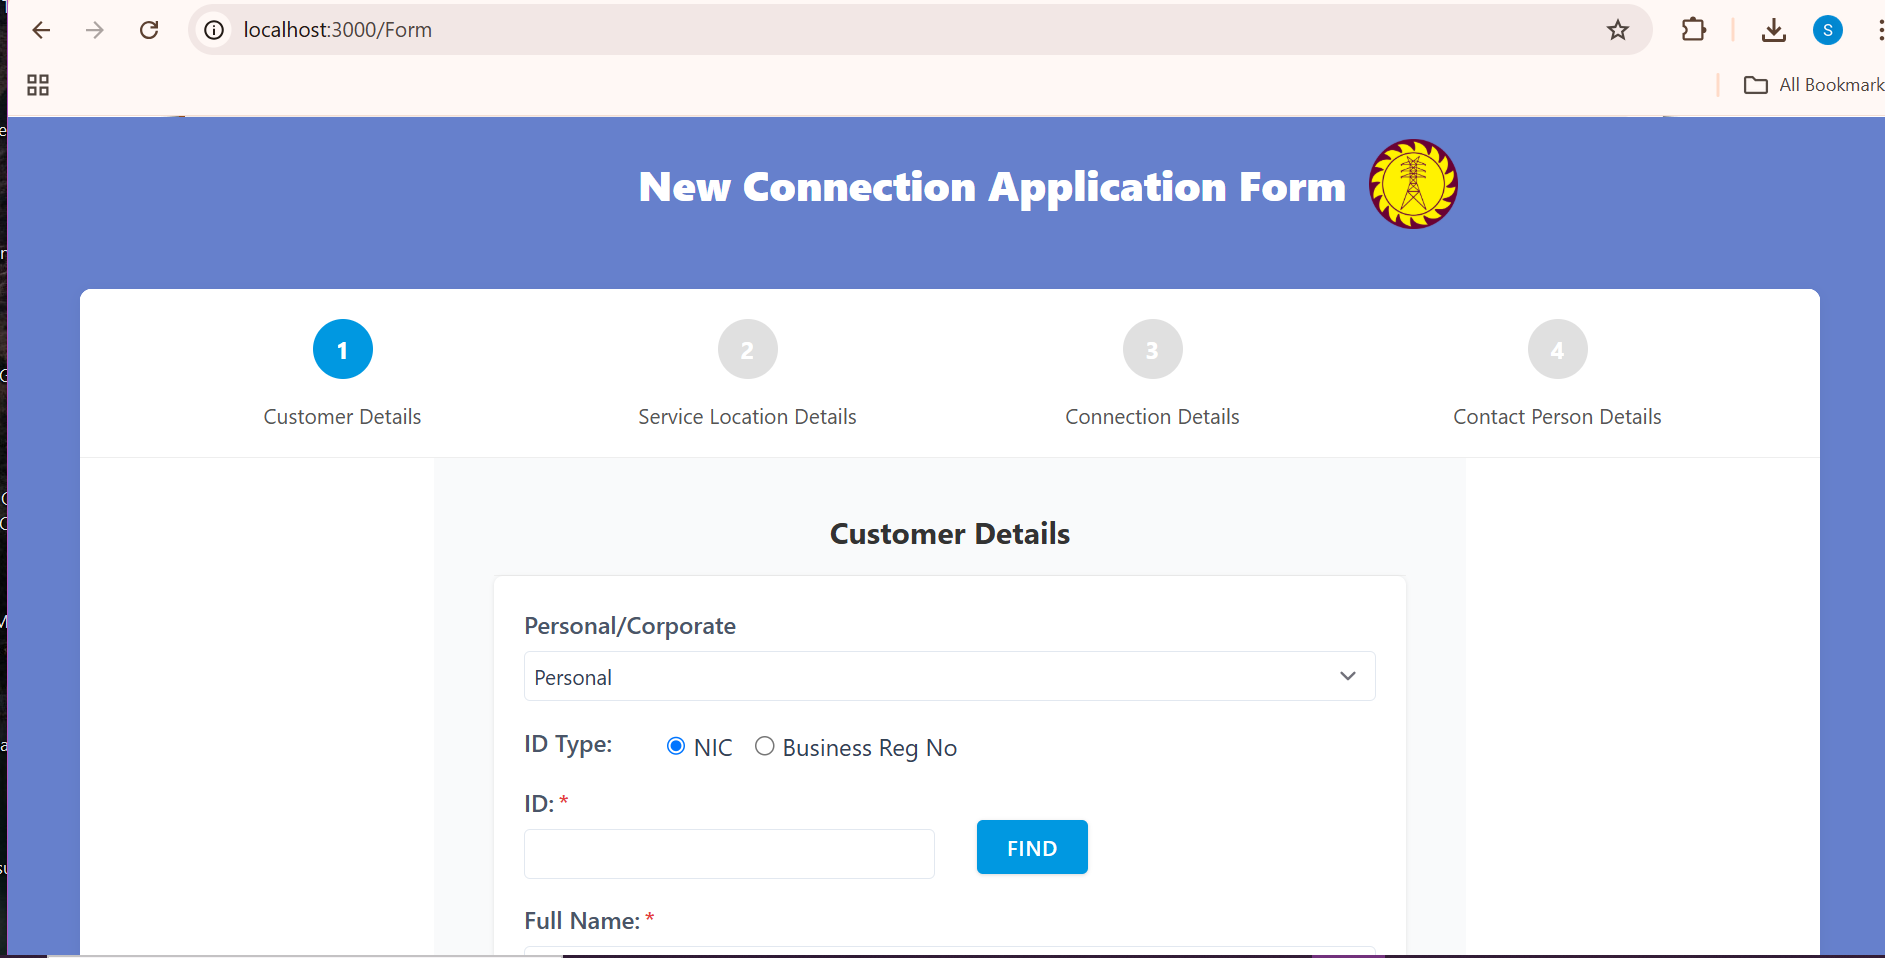 localhost:3000/Form
S
All Bookmark
New Connection Application Form
1
2
3
4
Customer Details
Service Location Details
Connection Details
Contact Person Details
Customer Details
Personal/Corporate
Personal
ID Type:
NIC
Business Reg No
ID: *
FIND
Full Name: *